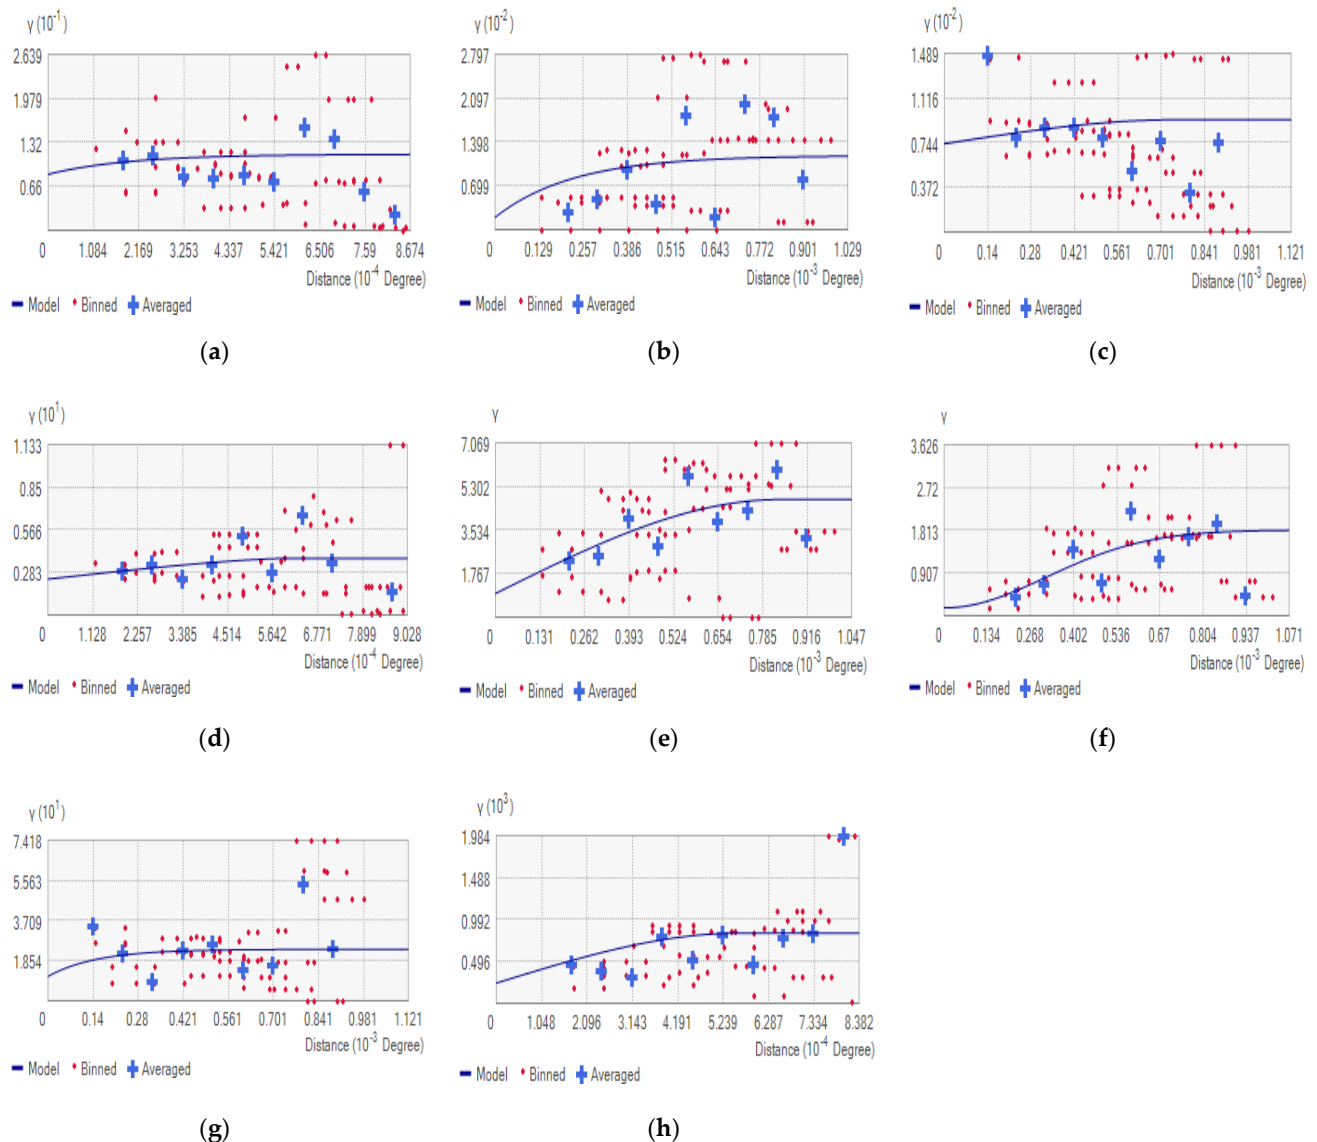 γ (10⁻¹)
2.639
1.979
1.32
0.66
0 1.084 2.169 3.253 4.337 5.421 6.506 7.59 8.674
Distance (10⁻⁴ Degree)
Model Binned Averaged
(a)
γ (10⁻²)
2.797
2.097
1.398
0.699
0 0.129 0.257 0.386 0.515 0.643 0.772 0.901 1.029
Distance (10⁻³ Degree)
Model Binned Averaged
(b)
γ (10⁻²)
1.489
1.116
0.744
0.372
0 0.14 0.28 0.421 0.561 0.701 0.841 0.981 1.121
Distance (10⁻³ Degree)
Model Binned Averaged
(c)
γ (10¹)
1.133
0.85
0.566
0.283
0 1.128 2.257 3.385 4.514 5.642 6.771 7.899 9.028
Distance (10⁻⁴ Degree)
Model Binned Averaged
(d)
γ
7.069
5.302
3.534
1.767
0 0.131 0.262 0.393 0.524 0.654 0.785 0.916 1.047
Distance (10⁻³ Degree)
Model Binned Averaged
(e)
γ
3.626
2.72
1.813
0.907
0 0.134 0.268 0.402 0.536 0.67 0.804 0.937 1.071
Distance (10⁻³ Degree)
Model Binned Averaged
(f)
γ (10¹)
7.418
5.563
3.709
1.854
0 0.14 0.28 0.421 0.561 0.701 0.841 0.981 1.121
Distance (10⁻³ Degree)
Model Binned Averaged
(g)
γ (10³)
1.984
1.488
0.992
0.496
0 1.048 2.096 3.143 4.191 5.239 6.287 7.334 8.382
Distance (10⁻⁴ Degree)
Model Binned Averaged
(h)